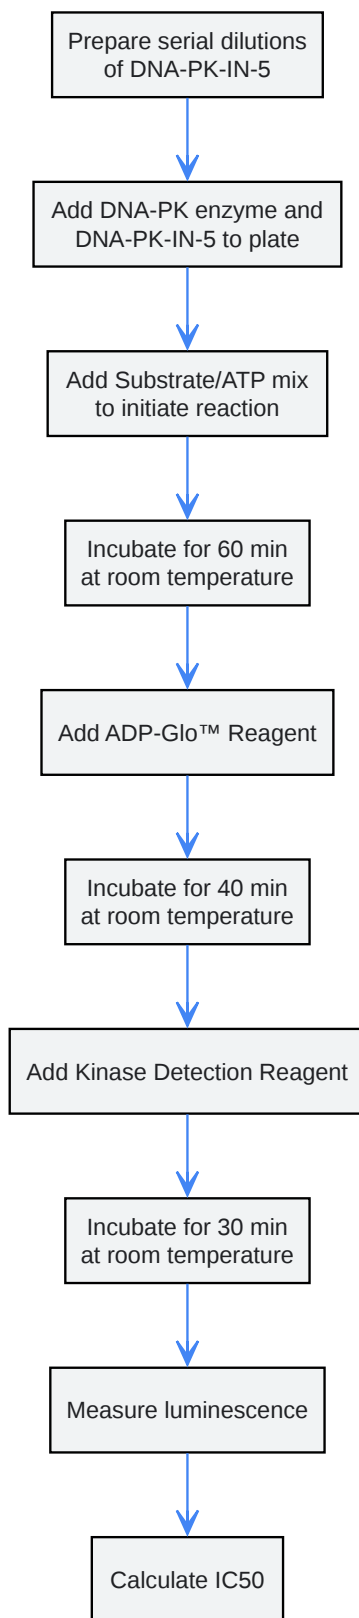 Prepare serial dilutions
of DNA-PK-IN-5
Add DNA-PK enzyme and
DNA-PK-IN-5 to plate
Add Substrate/ATP mix
to initiate reaction
Incubate for 60 min
at room temperature
Add ADP-Glo™ Reagent
Incubate for 40 min
at room temperature
Add Kinase Detection Reagent
Incubate for 30 min
at room temperature
Measure luminescence
Calculate IC50